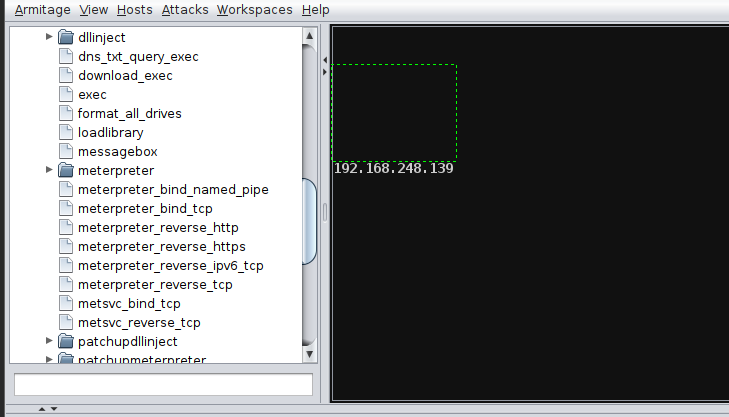 Armitage View Hosts Attacks Workspaces Help
dllinject
dns_txt_query_exec
download_exec
exec
format_all_drives
loadlibrary
messagebox
meterpreter
meterpreter_bind_named_pipe
meterpreter_bind_tcp
meterpreter_reverse_http
meterpreter_reverse_https
meterpreter_reverse_ipv6_tcp
meterpreter_reverse_tcp
metsvc_bind_tcp
metsvc_reverse_tcp
patchupdllinject
patchupmeterpreter
192.168.248.139